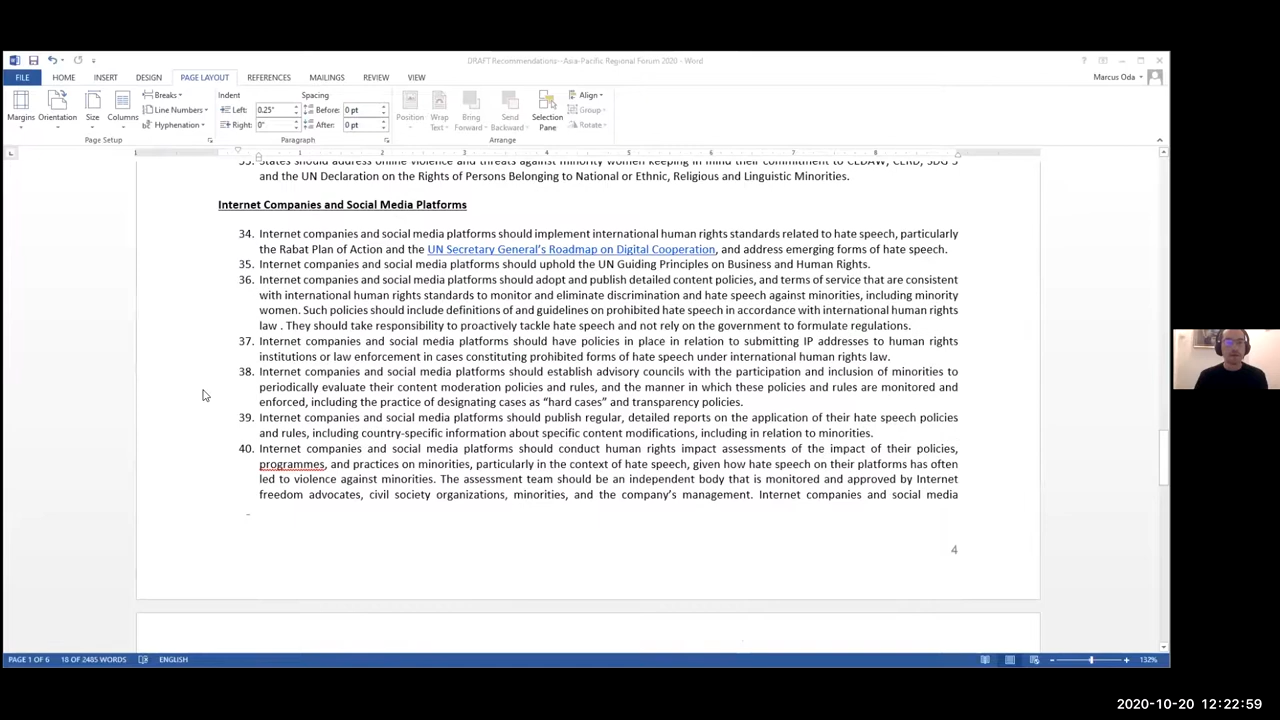 DRAFT Recommendations--Asia-Pacific Regional Forum 2020 - Word
FILE HOME INSERT DESIGN PAGE LAYOUT REFERENCES MAILINGS REVIEW VIEW Marcus Oda
Margins Orientation Size Columns
Breaks
Line Numbers
Hyphenation
Page Setup
Indent Spacing
Left: 0.25" Before: 0 pt
Right: 0" After: 0 pt
Paragraph
Position Wrap Text Bring Forward Send Backward Selection Pane
Align
Group
Rotate
Arrange
States should address online violence and threats against minority women keeping in mind their commitment to CEDAW, CERD, SDG 5
and the UN Declaration on the Rights of Persons Belonging to National or Ethnic, Religious and Linguistic Minorities.
Internet Companies and Social Media Platforms
34. Internet companies and social media platforms should implement international human rights standards related to hate speech, particularly
the Rabat Plan of Action and the UN Secretary General's Roadmap on Digital Cooperation, and address emerging forms of hate speech.
35. Internet companies and social media platforms should uphold the UN Guiding Principles on Business and Human Rights.
36. Internet companies and social media platforms should adopt and publish detailed content policies, and terms of service that are consistent
with international human rights standards to monitor and eliminate discrimination and hate speech against minorities, including minority
women. Such policies should include definitions of and guidelines on prohibited hate speech in accordance with international human rights
law . They should take responsibility to proactively tackle hate speech and not rely on the government to formulate regulations.
37. Internet companies and social media platforms should have policies in place in relation to submitting IP addresses to human rights
institutions or law enforcement in cases constituting prohibited forms of hate speech under international human rights law.
38. Internet companies and social media platforms should establish advisory councils with the participation and inclusion of minorities to
periodically evaluate their content moderation policies and rules, and the manner in which these policies and rules are monitored and
enforced, including the practice of designating cases as “hard cases” and transparency policies.
39. Internet companies and social media platforms should publish regular, detailed reports on the application of their hate speech policies
and rules, including country-specific information about specific content modifications, including in relation to minorities.
40. Internet companies and social media platforms should conduct human rights impact assessments of the impact of their policies,
programmes, and practices on minorities, particularly in the context of hate speech, given how hate speech on their platforms has often
led to violence against minorities. The assessment team should be an independent body that is monitored and approved by Internet
freedom advocates, civil society organizations, minorities, and the company's management. Internet companies and social media
4
PAGE 1 OF 6 18 OF 2485 WORDS ENGLISH 132%
2020-10-20 12:22:59